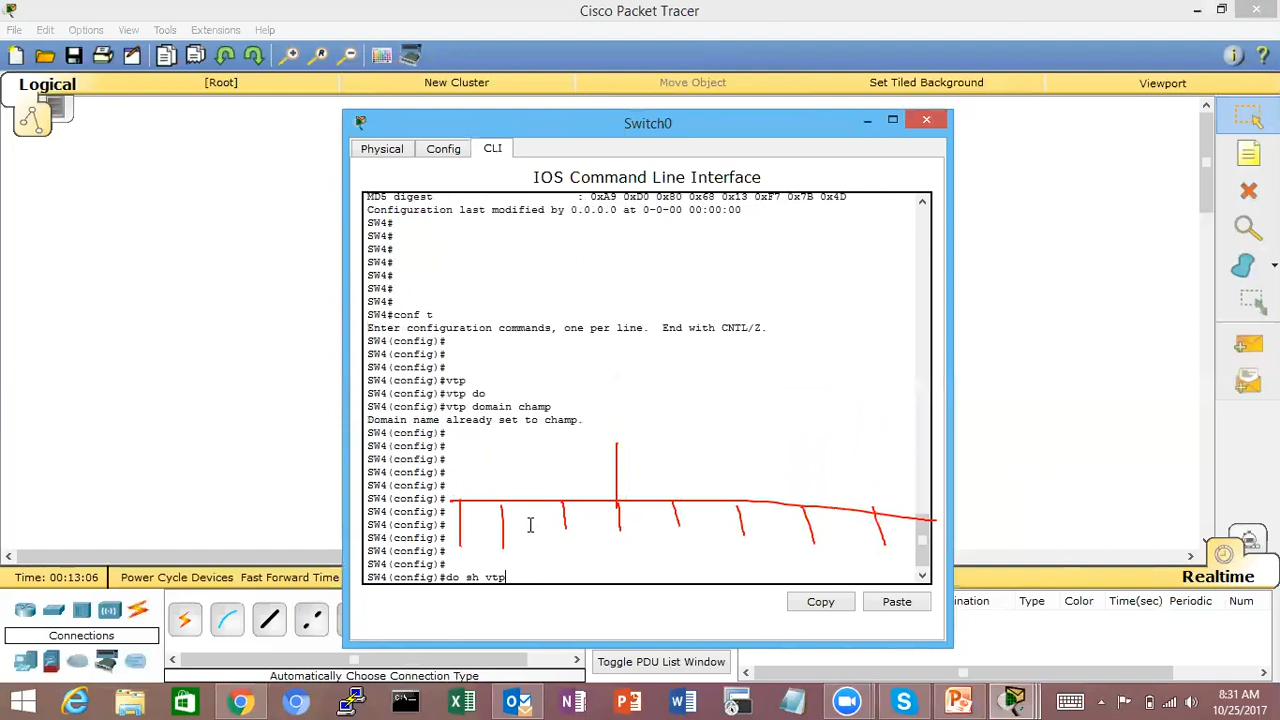 Cisco Packet Tracer
File Edit Options View Tools Extensions Help
Logical [Root] New Cluster Move Object Set Tiled Background Viewport
Switch0
Physical Config CLI
IOS Command Line Interface
MD5 digest : 0xA9 0xD0 0x80 0x68 0x13 0xF7 0x7B 0x4D
Configuration last modified by 0.0.0.0 at 0-0-00 00:00:00
SW4#
SW4#
SW4#
SW4#
SW4#
SW4#
SW4#
SW4#conf t
Enter configuration commands, one per line. End with CNTL/Z.
SW4(config)#
SW4(config)#
SW4(config)#
SW4(config)#vtp
SW4(config)#vtp do
SW4(config)#vtp domain champ
Domain name already set to champ.
SW4(config)#
SW4(config)#
SW4(config)#
SW4(config)#
SW4(config)#
SW4(config)#
SW4(config)#
SW4(config)#
SW4(config)#
SW4(config)#
SW4(config)#
SW4(config)#do sh vtp
Copy Paste
Time: 00:13:06 Power Cycle Devices Fast Forward Time Realtime
Connections
Automatically Choose Connection Type
Toggle PDU List Window
ination Type Color Time(sec) Periodic Num
8:31 AM
10/25/2017